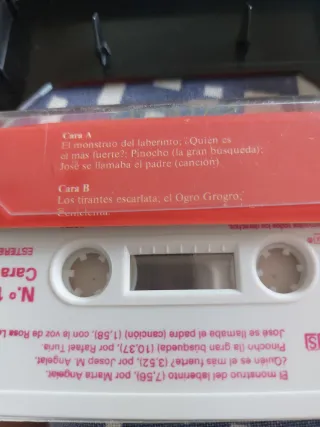 Cara A
El monstruo del laberinto; ¿Quién es
el más fuerte?; Pinocho (la gran búsqueda);
José se llamaba el padre (canción).
Cara B
Los tirantes escarlata, el Ogro Grogro;
N.º 1
Cara
ESTERE
El monstruo del laberinto (7,56), por Marta Angelat.
¿Quién es el más fuerte? (3,52), por Josep M. Angelat.
Pinocho (la gran búsqueda) (10,37), por Rafael Turia.
José se llamaba el padre (canción) (1,58), con la voz de Rosa